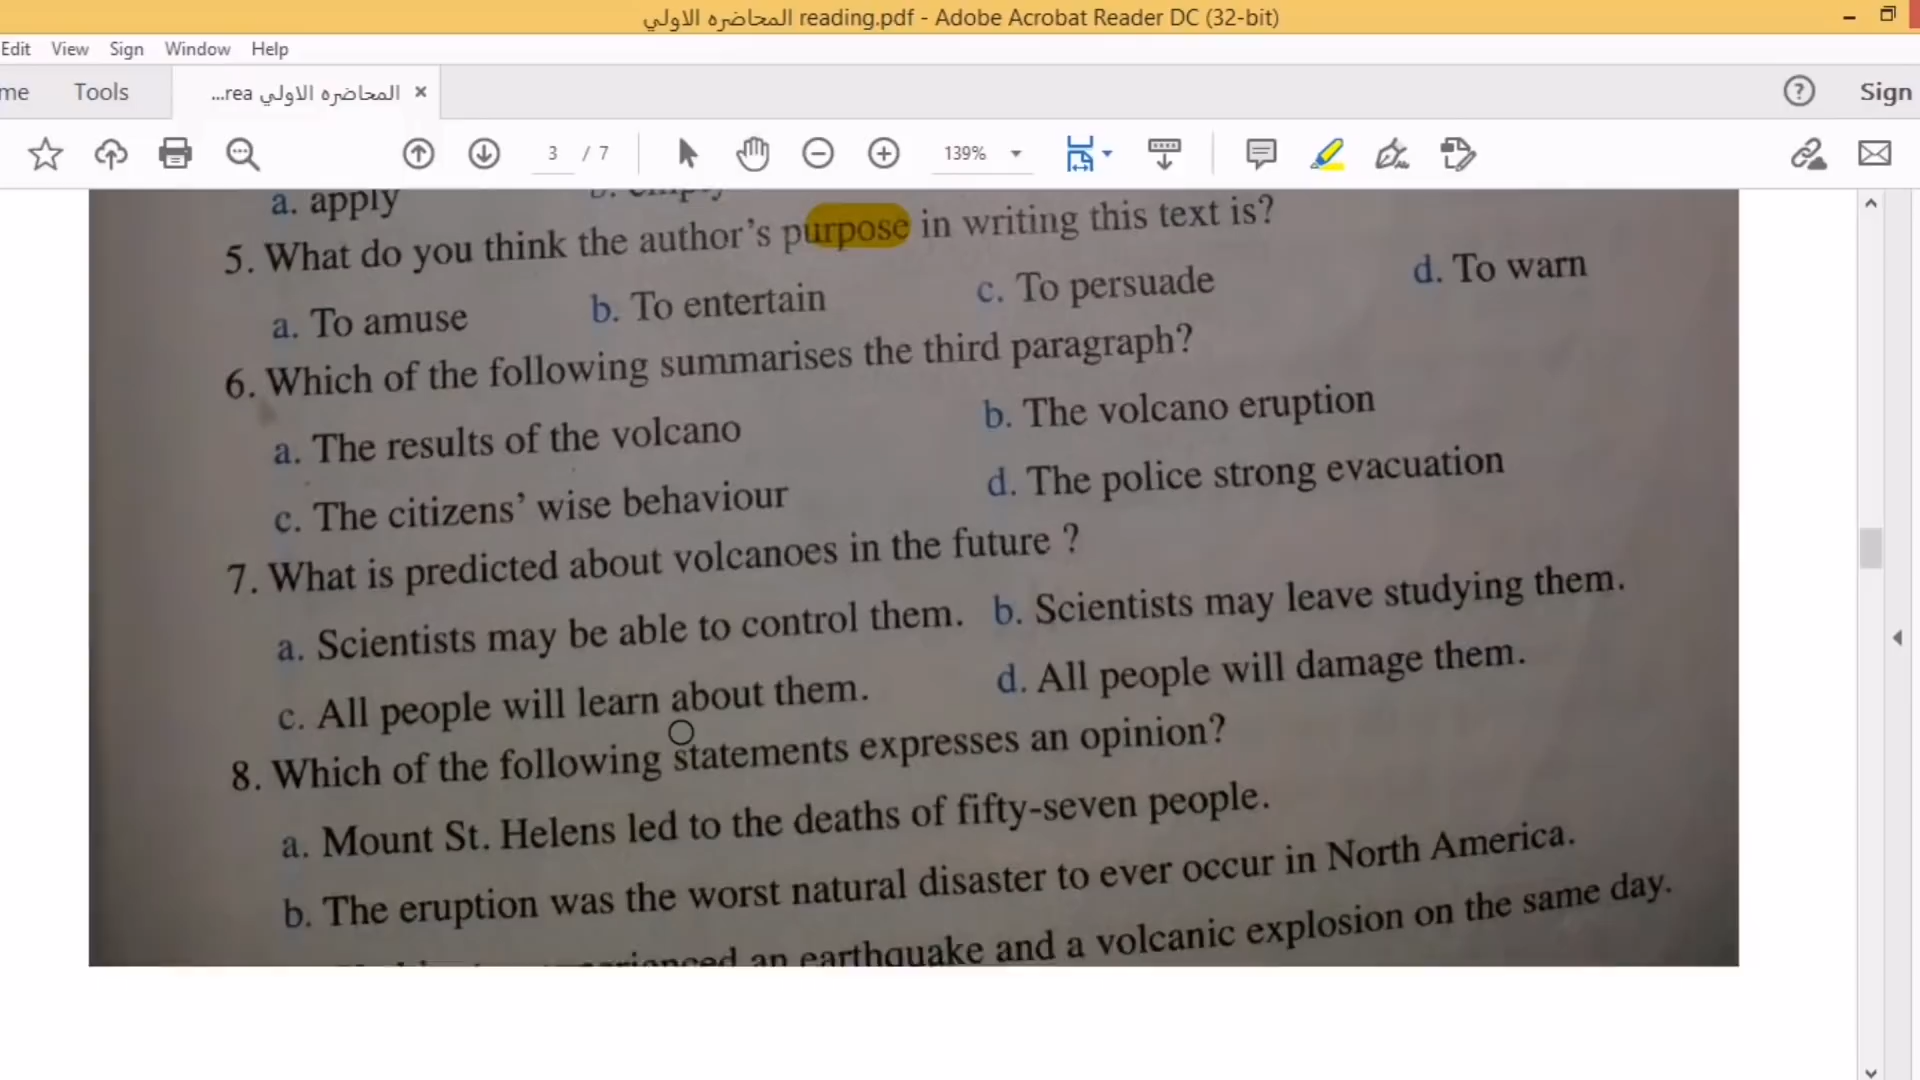 المحاضره الاولي reading.pdf - Adobe Acrobat Reader DC (32-bit)
Edit View Sign Window Help
me Tools المحاضره الاولي rea... × ? Sign
3 / 7 139%
a. apply
5. What do you think the author's purpose in writing this text is?
a. To amuse b. To entertain c. To persuade d. To warn
6. Which of the following summarises the third paragraph?
a. The results of the volcano b. The volcano eruption
c. The citizens' wise behaviour d. The police strong evacuation
7. What is predicted about volcanoes in the future ?
a. Scientists may be able to control them. b. Scientists may leave studying them.
c. All people will learn about them. d. All people will damage them.
8. Which of the following statements expresses an opinion?
a. Mount St. Helens led to the deaths of fifty-seven people.
b. The eruption was the worst natural disaster to ever occur in North America.
an earthquake and a volcanic explosion on the same day.